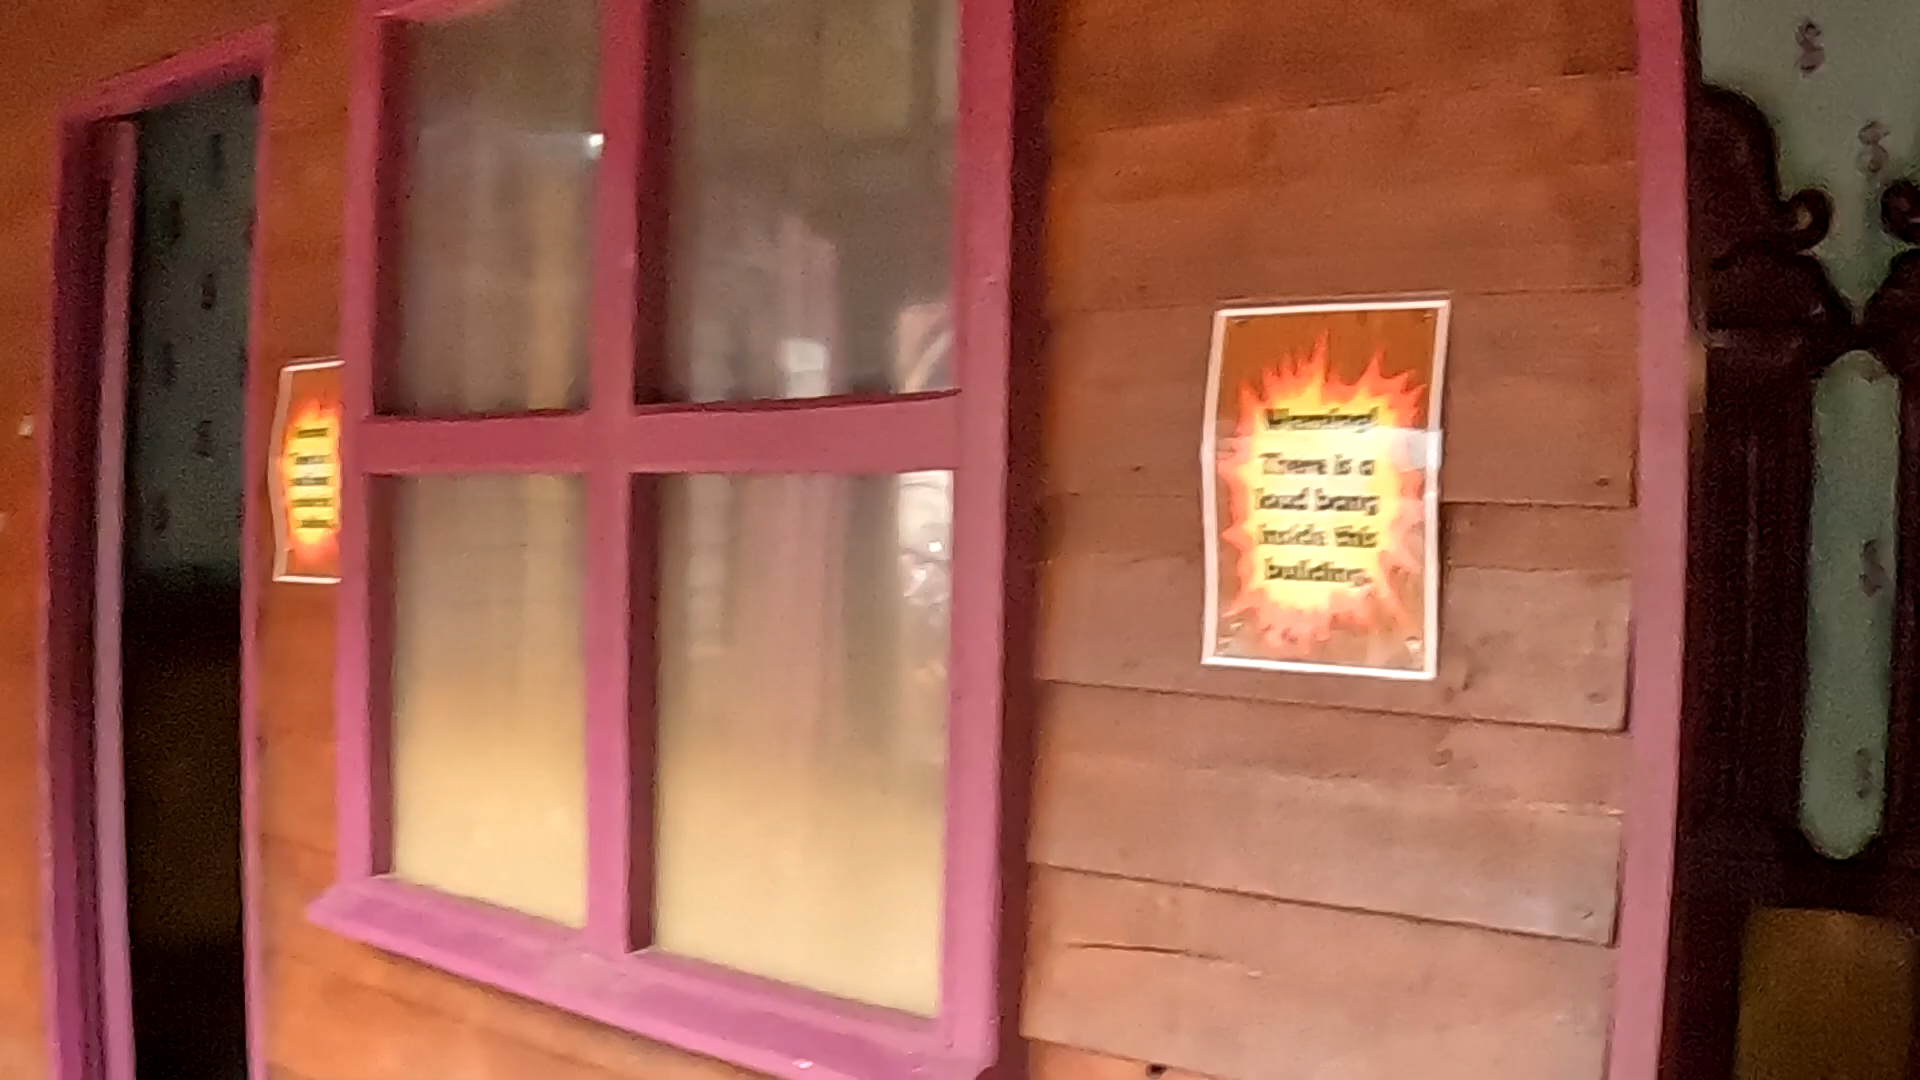 Warning!
There is a
loud bang
inside this
building.
$
$
$
$